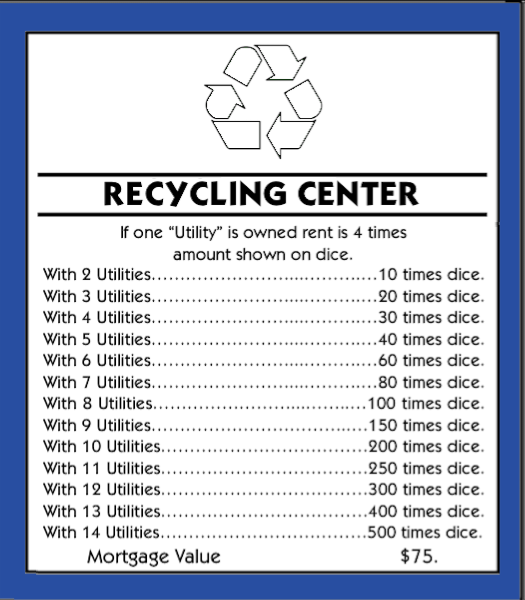 RECYCLING CENTER
If one “Utility” is owned rent is 4 times
amount shown on dice.
With 2 Utilities..........................................10 times dice.
With 3 Utilities..........................................20 times dice.
With 4 Utilities..........................................30 times dice.
With 5 Utilities..........................................40 times dice.
With 6 Utilities..........................................60 times dice.
With 7 Utilities..........................................80 times dice.
With 8 Utilities........................................100 times dice.
With 9 Utilities........................................150 times dice.
With 10 Utilities.......................................200 times dice.
With 11 Utilities.......................................250 times dice.
With 12 Utilities.......................................300 times dice.
With 13 Utilities.......................................400 times dice.
With 14 Utilities.......................................500 times dice.
Mortgage Value $75.